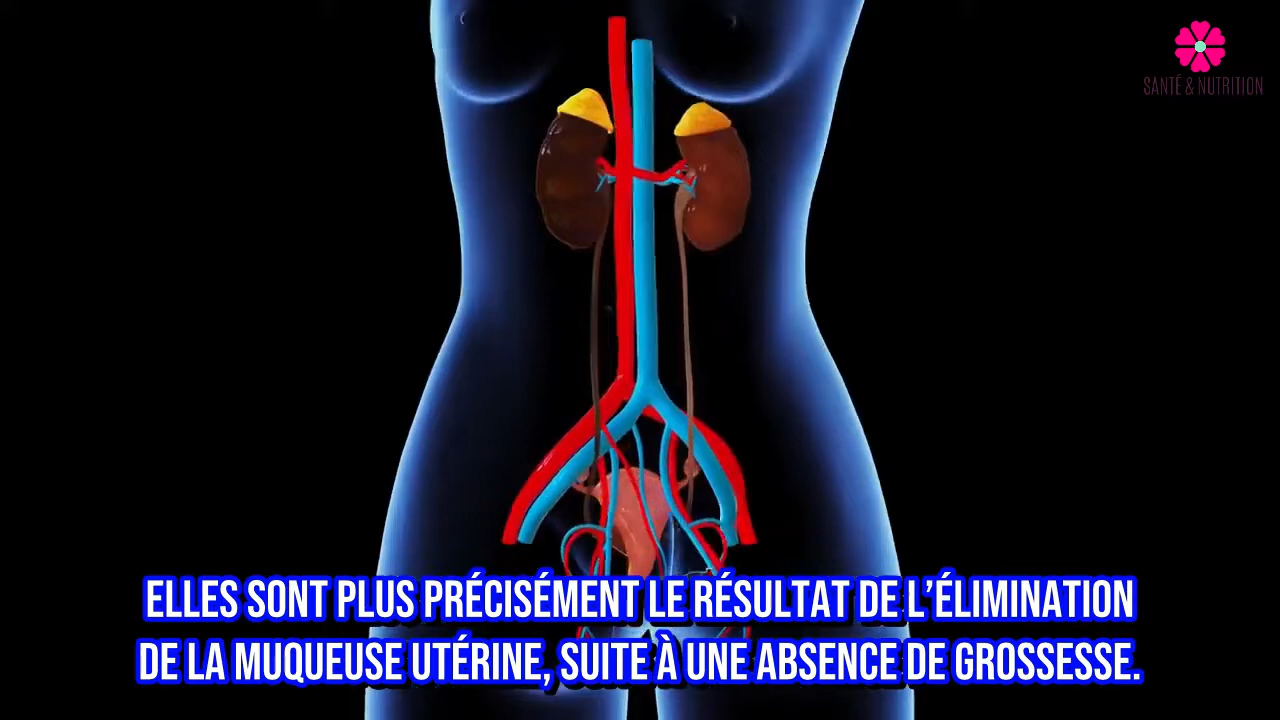 SANTÉ & NUTRITION
ELLES SONT PLUS PRÉCISÉMENT LE RÉSULTAT DE L’ÉLIMINATION
DE LA MUQUEUSE UTÉRINE, SUITE À UNE ABSENCE DE GROSSESSE.